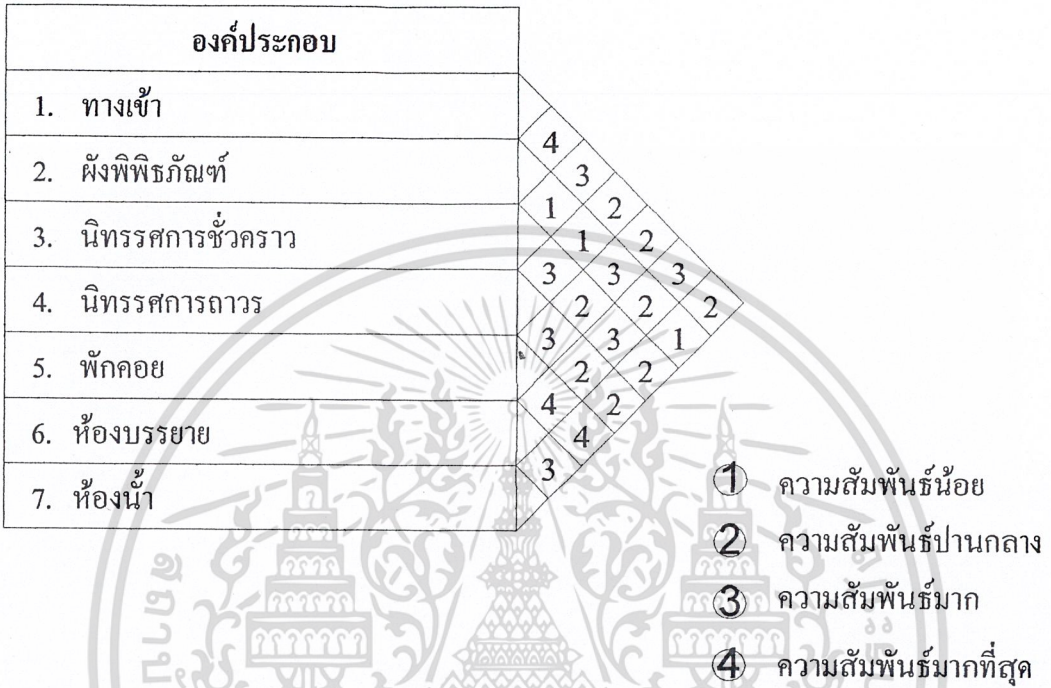 องค์ประกอบ
1. ทางเข้า
2. ผังพิพิธภัณฑ์
3. นิทรรศการชั่วคราว
4. นิทรรศการถาวร
5. พักคอย
6. ห้องบรรยาย
7. ห้องน้ำ
4
3
1 2
1 2
3 3 3
2 2 2
3 3 1
2 2
4 2
4
3
① ความสัมพันธ์น้อย
② ความสัมพันธ์ปานกลาง
③ ความสัมพันธ์มาก
④ ความสัมพันธ์มากที่สุด